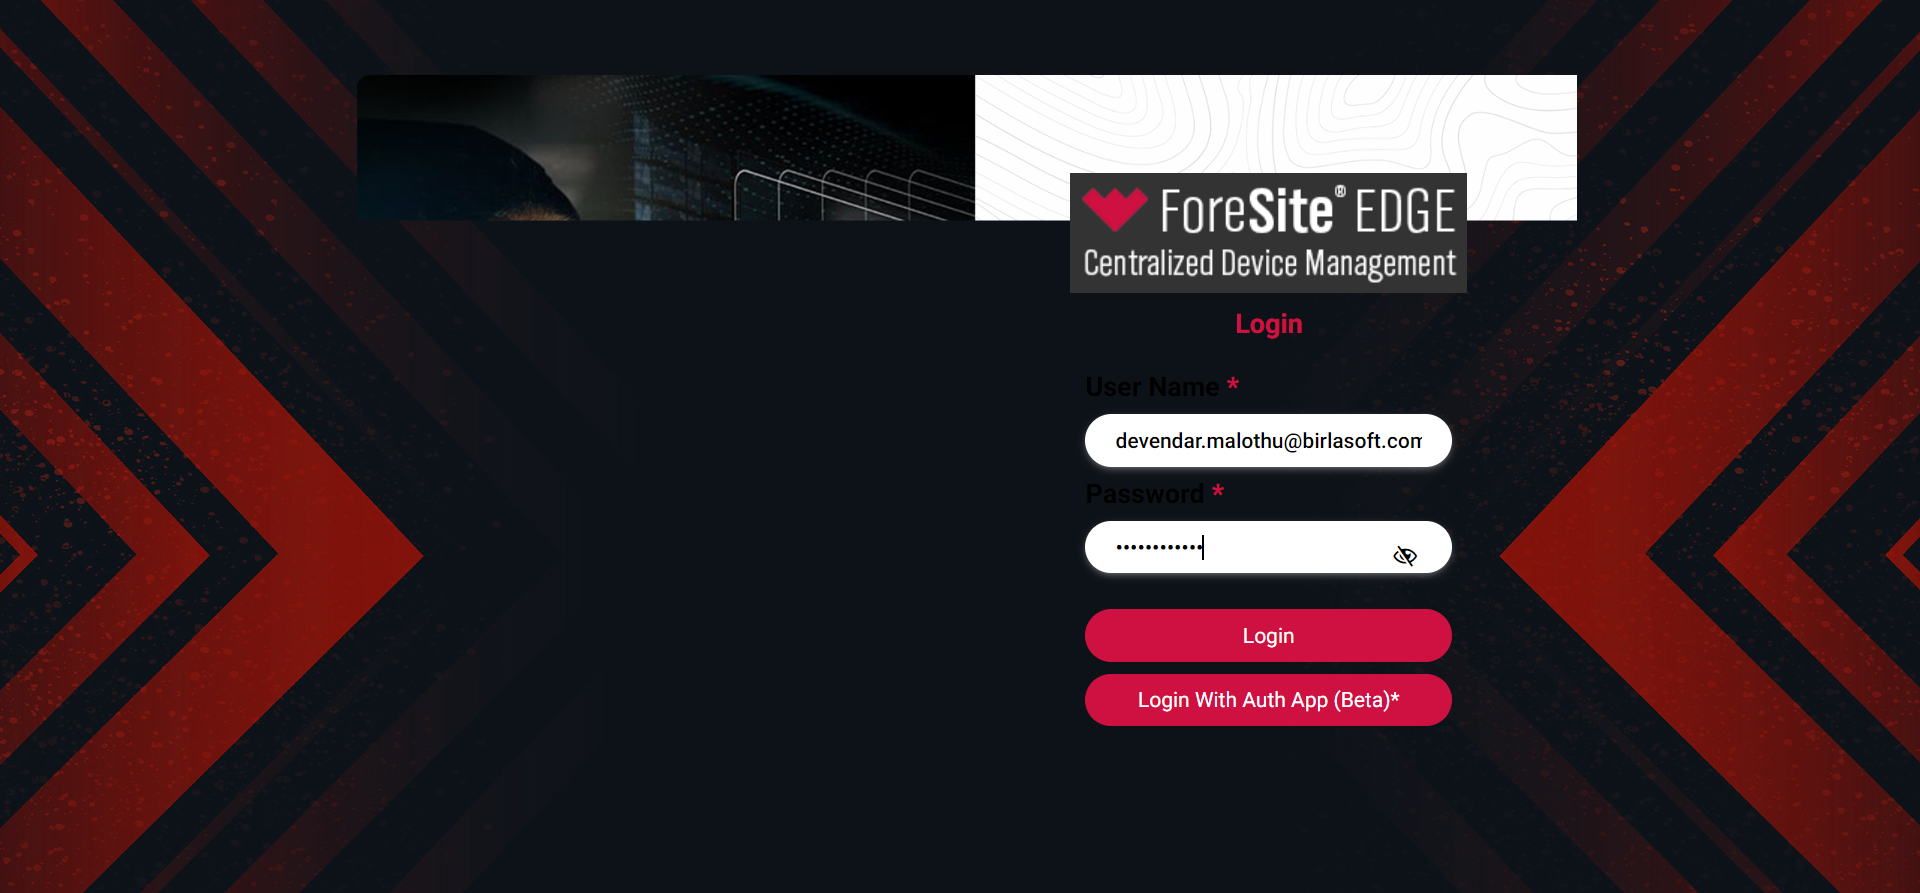 ForeSite® EDGE
Centralized Device Management
Login
User Name *
devendar.malothu@birlasoft.com
Password *
••••••••••••
Login
Login With Auth App (Beta)*